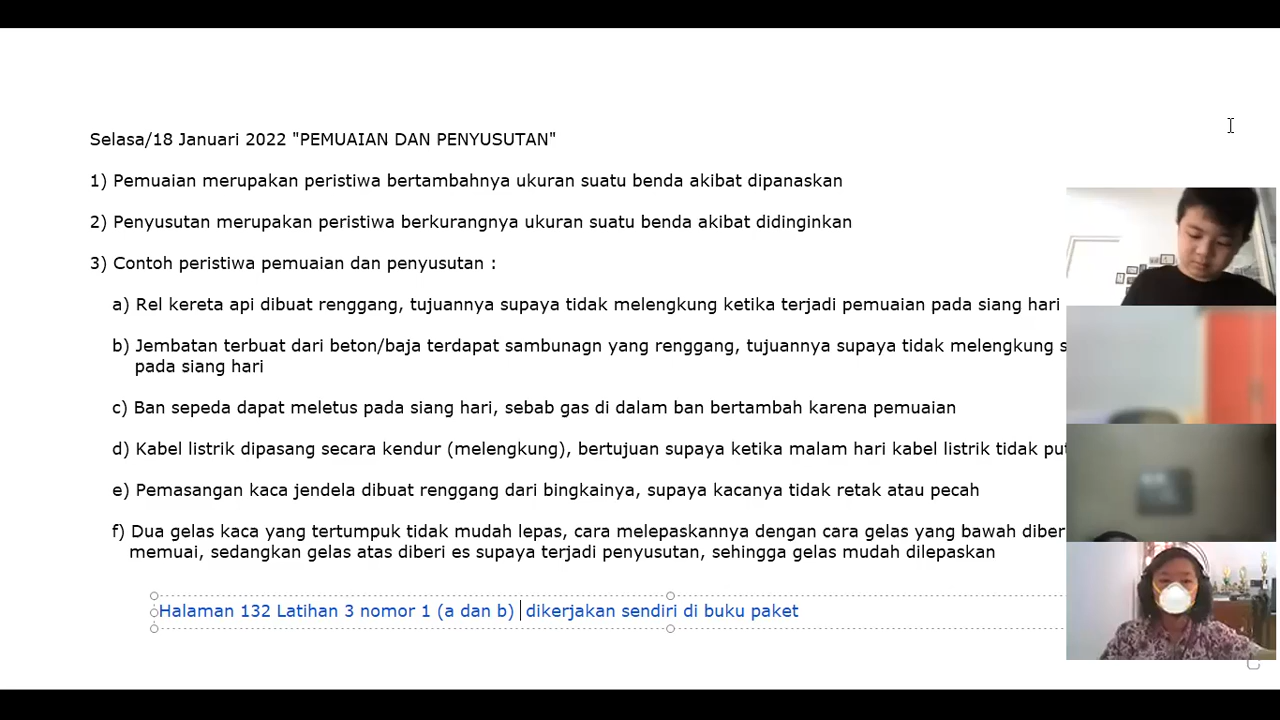 Selasa/18 Januari 2022 "PEMUAIAN DAN PENYUSUTAN"
1) Pemuaian merupakan peristiwa bertambahnya ukuran suatu benda akibat dipanaskan
2) Penyusutan merupakan peristiwa berkurangnya ukuran suatu benda akibat didinginkan
3) Contoh peristiwa pemuaian dan penyusutan :
a) Rel kereta api dibuat renggang, tujuannya supaya tidak melengkung ketika terjadi pemuaian pada siang hari
b) Jembatan terbuat dari beton/baja terdapat sambunagn yang renggang, tujuannya supaya tidak melengkung
pada siang hari
c) Ban sepeda dapat meletus pada siang hari, sebab gas di dalam ban bertambah karena pemuaian
d) Kabel listrik dipasang secara kendur (melengkung), bertujuan supaya ketika malam hari kabel listrik tidak
e) Pemasangan kaca jendela dibuat renggang dari bingkainya, supaya kacanya tidak retak atau pecah
f) Dua gelas kaca yang tertumpuk tidak mudah lepas, cara melepaskannya dengan cara gelas yang bawah
memuai, sedangkan gelas atas diberi es supaya terjadi penyusutan, sehingga gelas mudah dilepaskan
Halaman 132 Latihan 3 nomor 1 (a dan b) dikerjakan sendiri di buku paket